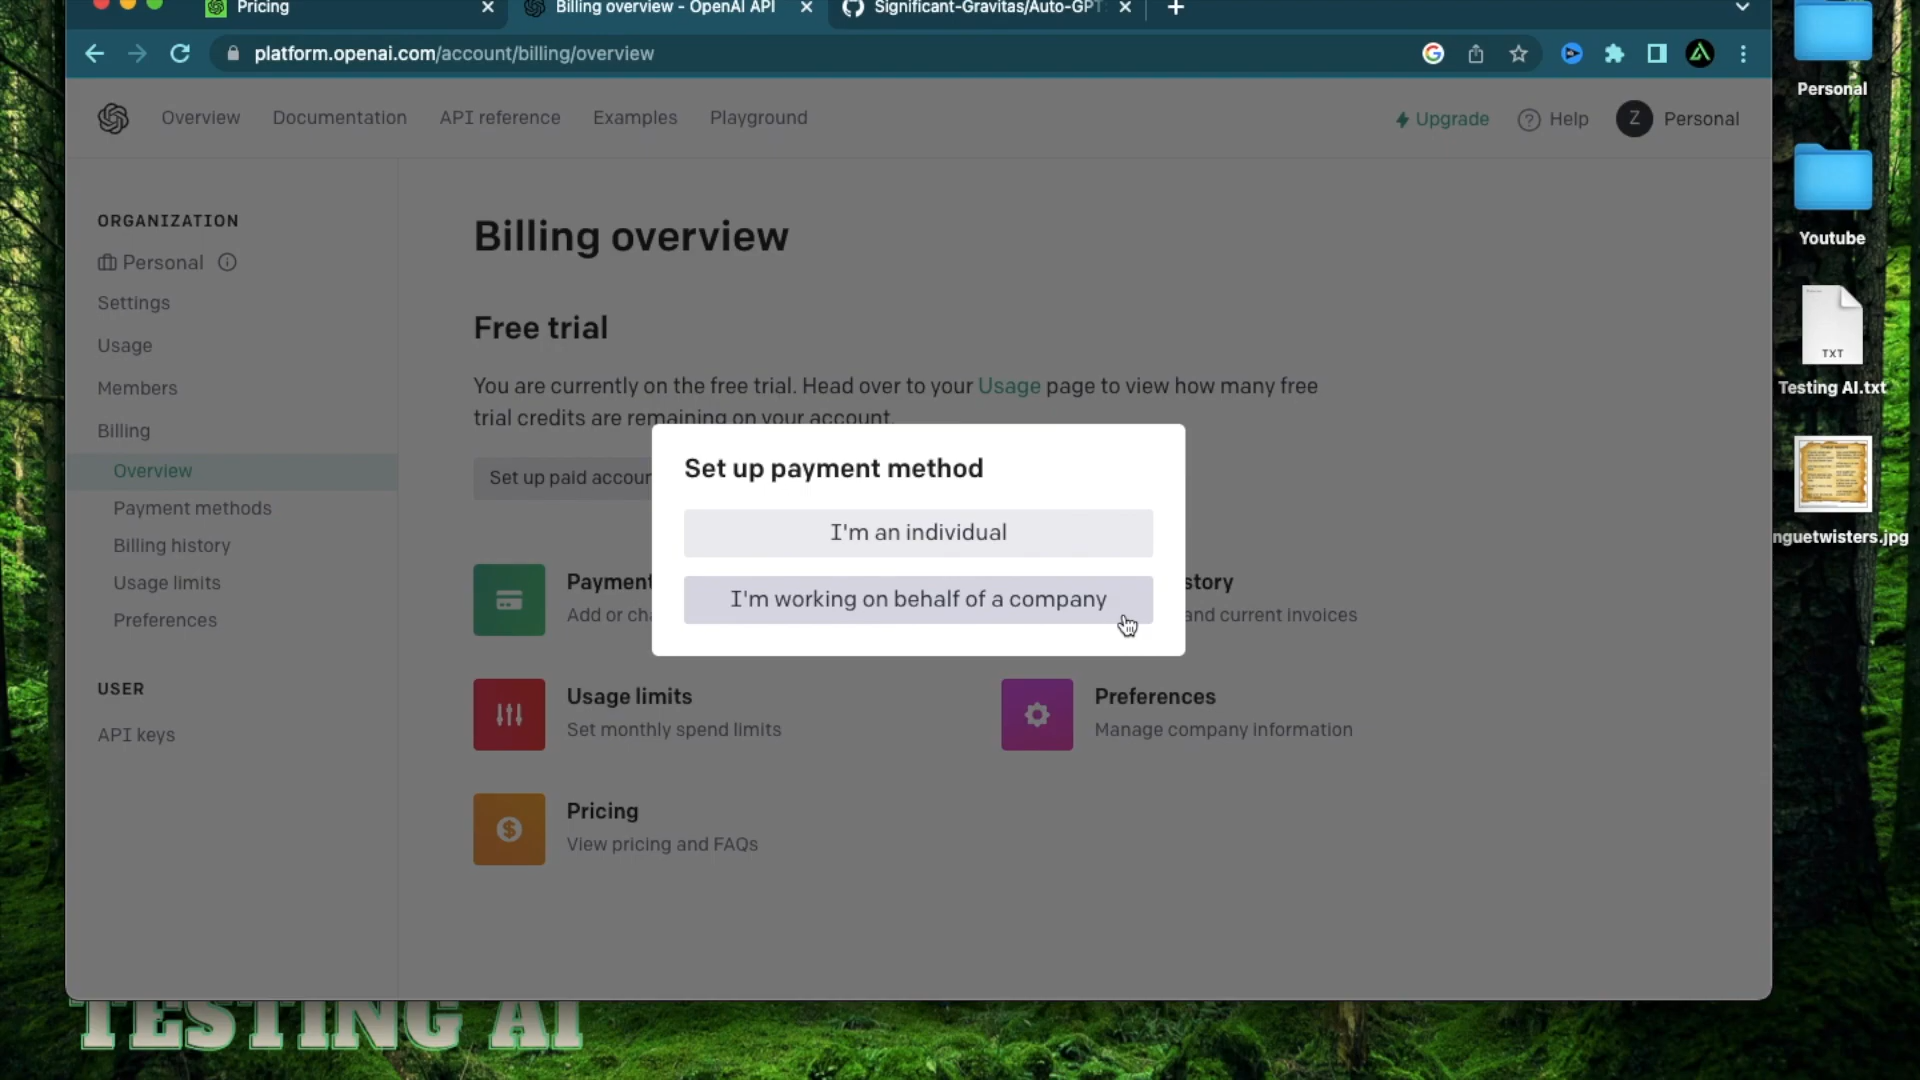 Pricing
Billing overview - OpenAI API
Significant-Gravitas/Auto-GPT:
platform.openai.com/account/billing/overview
Overview
Documentation
API reference
Examples
Playground
Upgrade
Help
Z
Personal
ORGANIZATION
Personal
Settings
Usage
Members
Billing
Overview
Payment methods
Billing history
Usage limits
Preferences
USER
API keys
Billing overview
Free trial
You are currently on the free trial. Head over to your Usage page to view how many free
trial credits are remaining on your account.
Set up paid accour
Set up payment method
I'm an individual
I'm working on behalf of a company
Payment
Add or cha
story
and current invoices
Usage limits
Set monthly spend limits
Preferences
Manage company information
Pricing
View pricing and FAQs
Personal
Youtube
TXT
Testing AI.txt
nguetwisters.jpg
TESTING AI